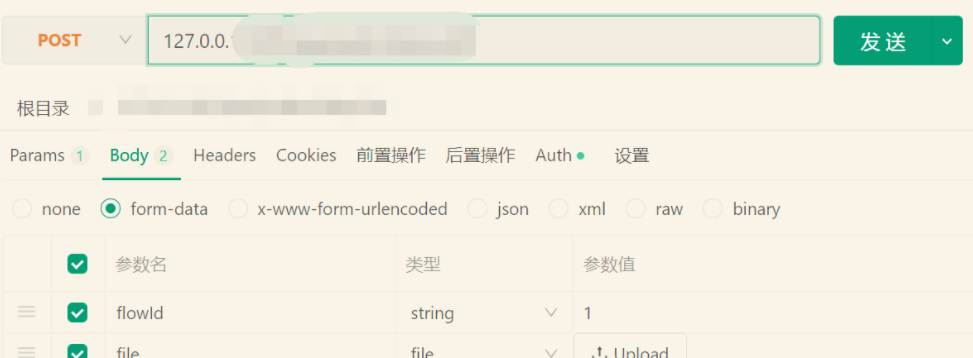 POST 127.0.0. 发 送
根目录
Params 1 Body 2 Headers Cookies 前置操作 后置操作 Auth 设置
none form-data x-www-form-urlencoded json xml raw binary
参数名 类型 参数值
flowId string 1
file file Upload